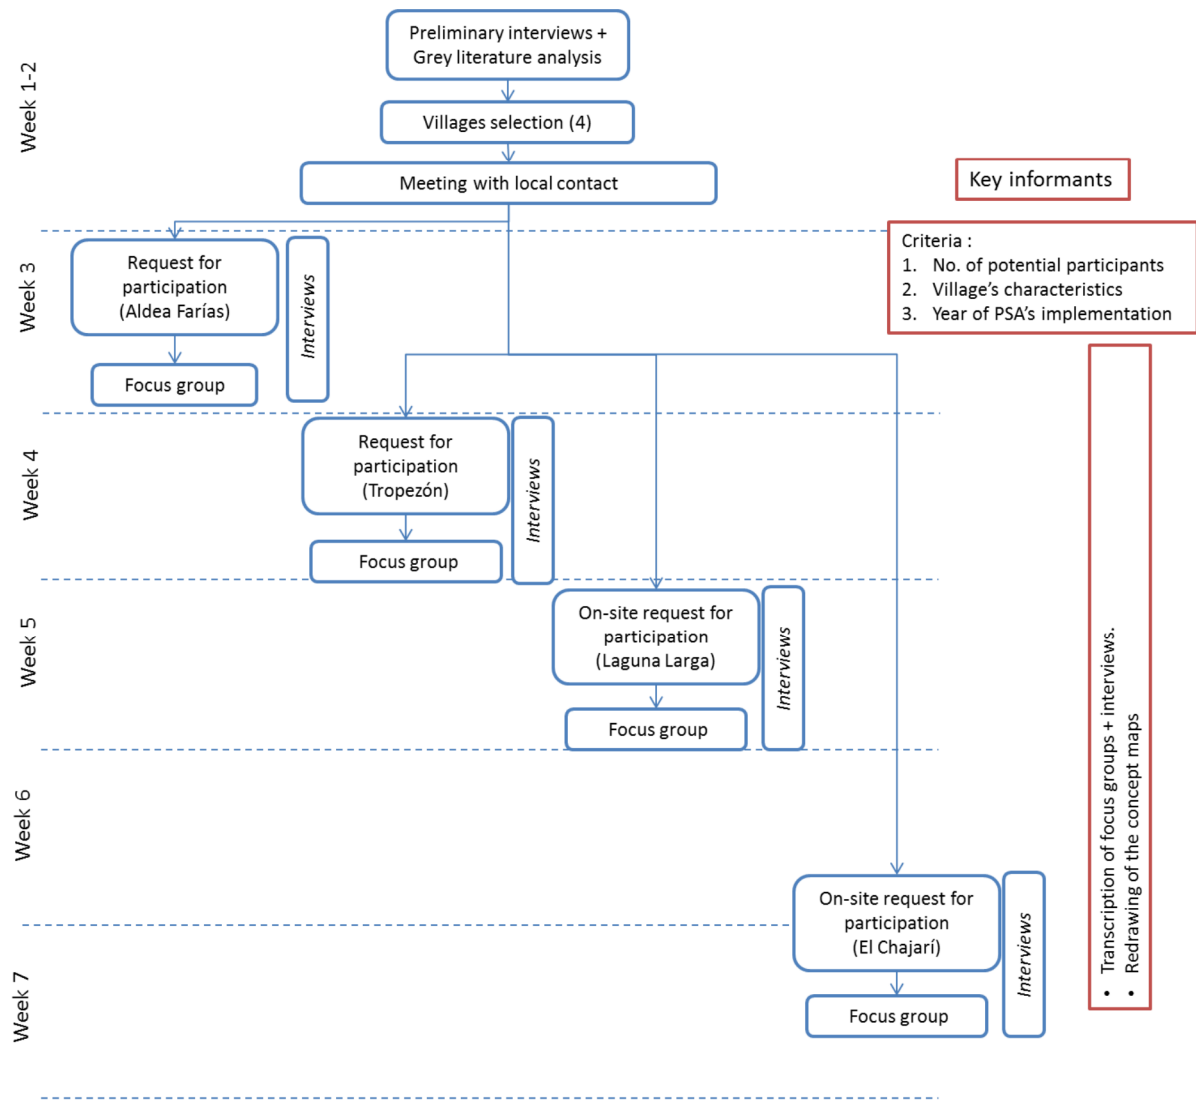 Week 1-2
Preliminary interviews +
Grey literature analysis
Villages selection (4)
Meeting with local contact
Key informants
Criteria :
1. No. of potential participants
2. Village's characteristics
3. Year of PSA's implementation
Week 3
Request for
participation
(Aldea Farías)
Focus group
Interviews
Week 4
Request for
participation
(Tropezón)
Focus group
Interviews
Week 5
On-site request for
participation
(Laguna Larga)
Focus group
Interviews
Week 6
Week 7
On-site request for
participation
(El Chajarí)
Focus group
Interviews
• Transcription of focus groups + interviews.
• Redrawing of the concept maps